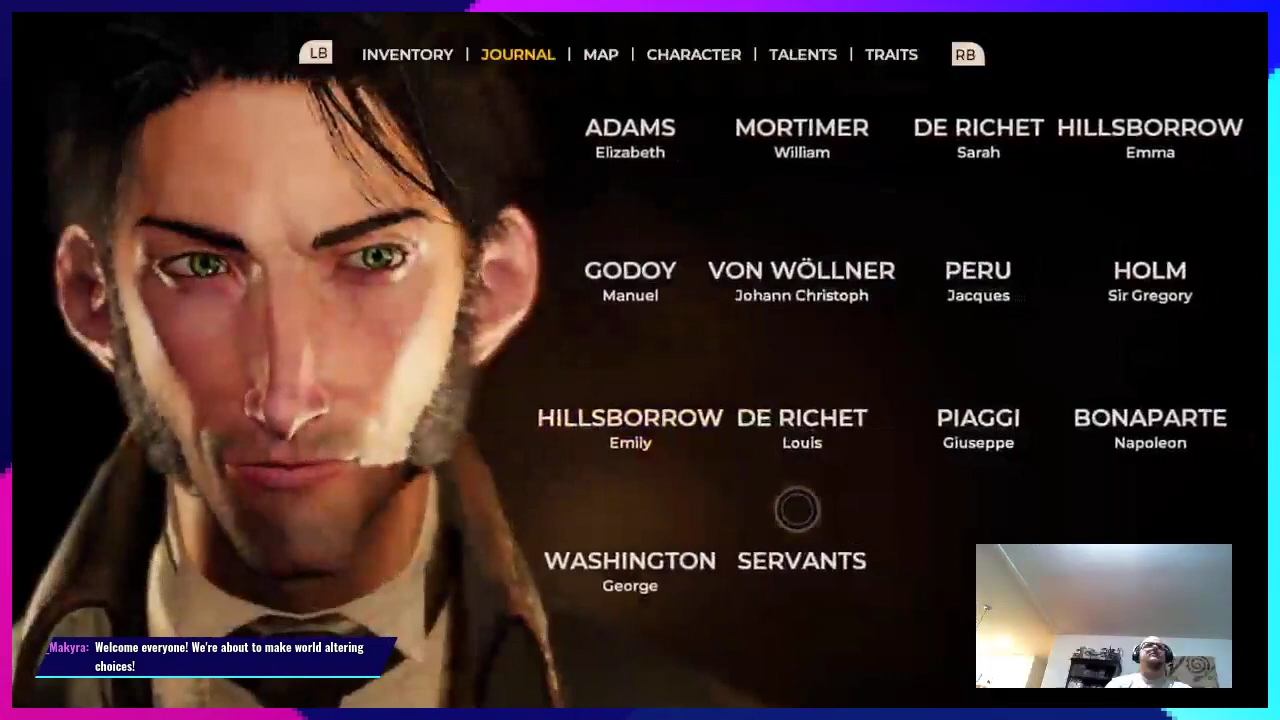 LB INVENTORY | JOURNAL | MAP | CHARACTER | TALENTS | TRAITS RB
ADAMS MORTIMER DE RICHET HILLSBORROW
Elizabeth William Sarah Emma
GODOY VON WÖLLNER PERU HOLM
Manuel Johann Christoph Jacques Sir Gregory
HILLSBORROW DE RICHET PIAGGI BONAPARTE
Emily Louis Giuseppe Napoleon
WASHINGTON SERVANTS
George
_Makyra: Welcome everyone! We're about to make world altering
choices!